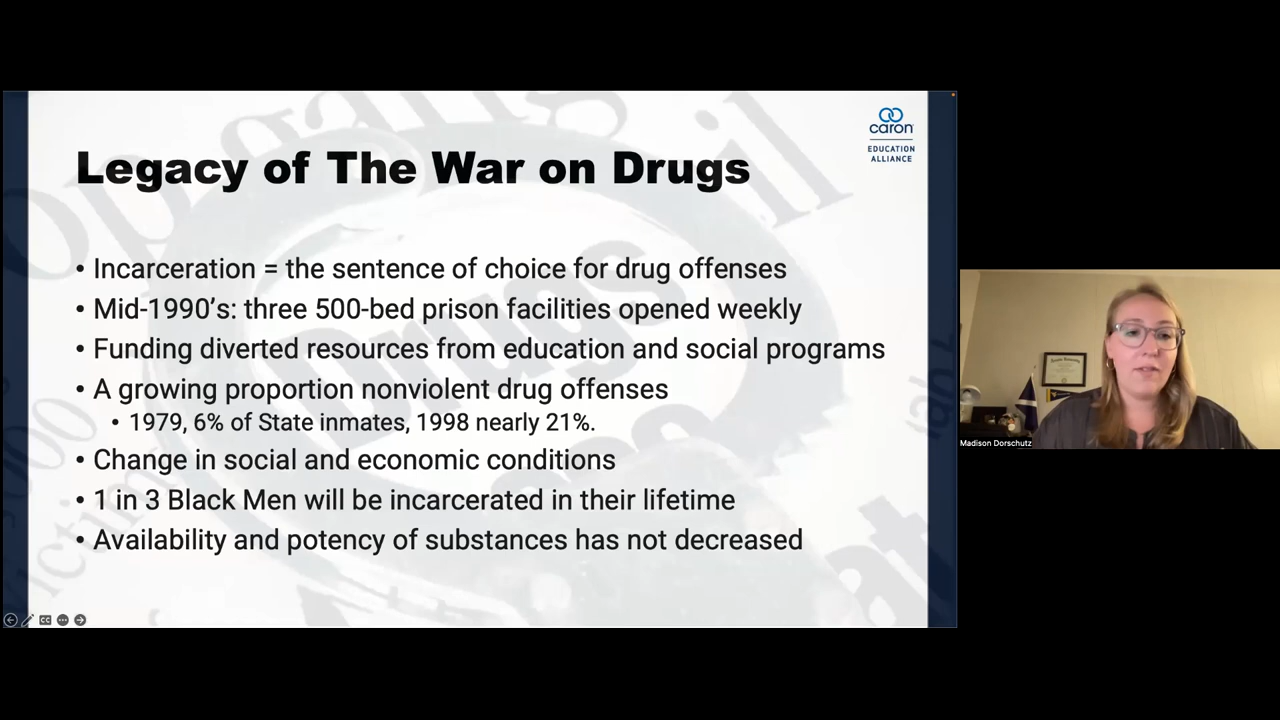 Legacy of The War on Drugs
caron
EDUCATION
ALLIANCE
• Incarceration = the sentence of choice for drug offenses
• Mid-1990’s: three 500-bed prison facilities opened weekly
• Funding diverted resources from education and social programs
• A growing proportion nonviolent drug offenses
• 1979, 6% of State inmates, 1998 nearly 21%.
• Change in social and economic conditions
• 1 in 3 Black Men will be incarcerated in their lifetime
• Availability and potency of substances has not decreased
Drugs
CC
Madison Dorschutz